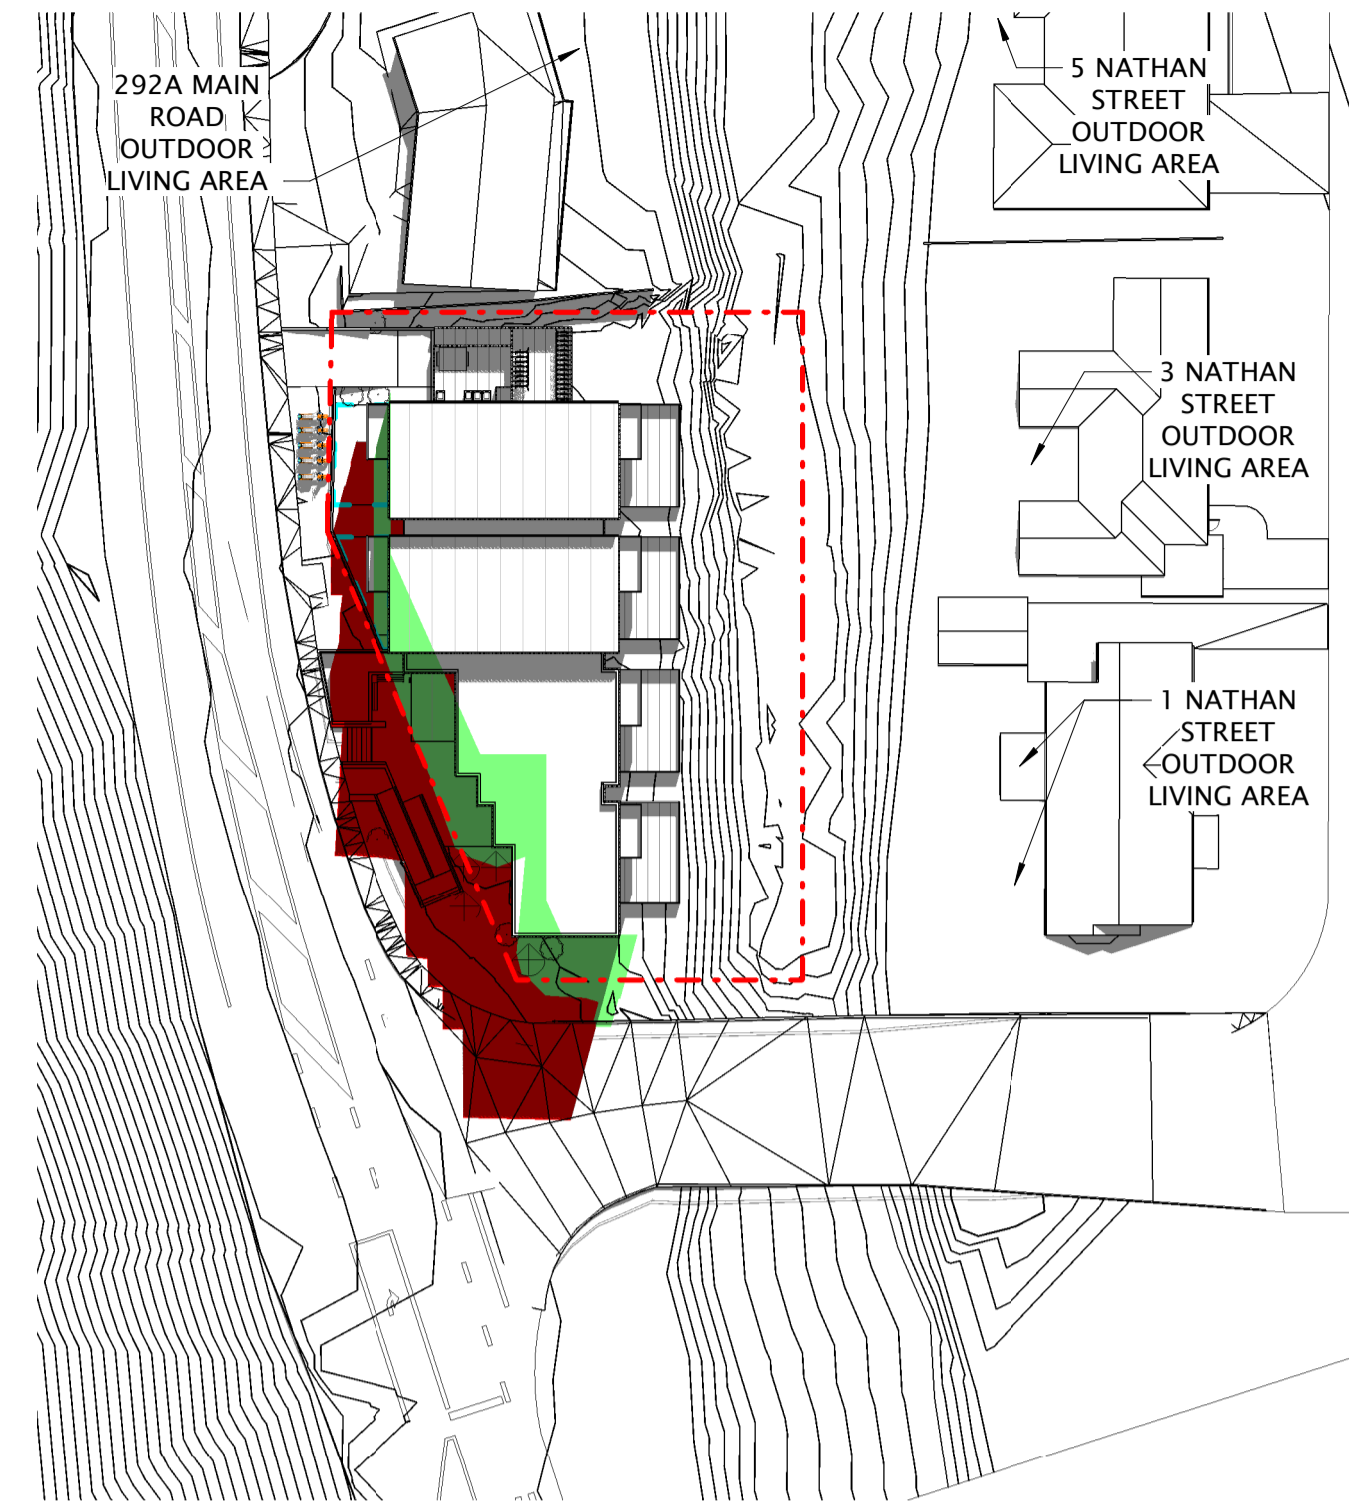 292A MAIN
ROAD
OUTDOOR
LIVING AREA
5 NATHAN
STREET
OUTDOOR
LIVING AREA
3 NATHAN
STREET
OUTDOOR
LIVING AREA
1 NATHAN
STREET
OUTDOOR
LIVING AREA